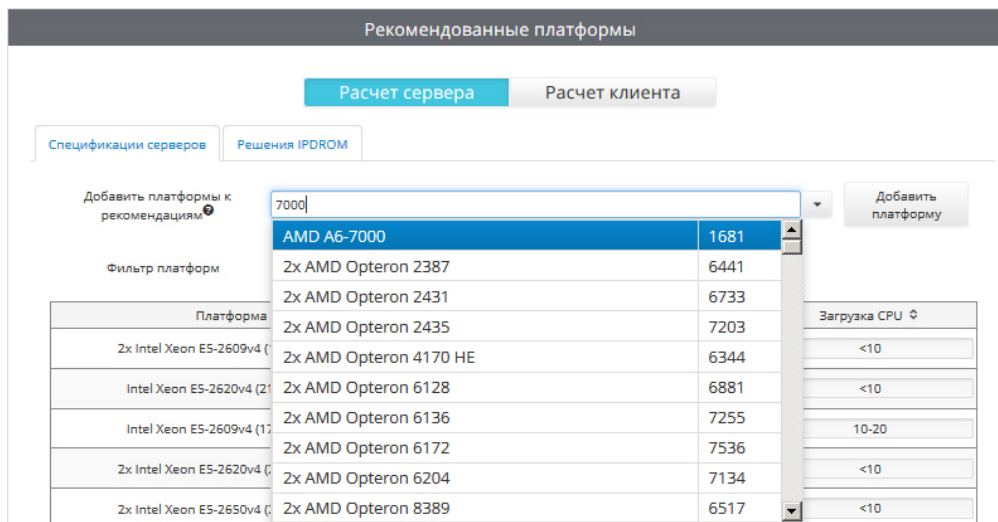 Рекомендованные платформы
Расчет сервера Расчет клиента
Спецификации серверов Решения IPDROM
Добавить платформы к
рекомендациям?
7000
Добавить
платформу
AMD A6-7000 1681
Фильтр платформ
2x AMD Opteron 2387 6441
2x AMD Opteron 2431 6733
2x AMD Opteron 2435 7203
2x AMD Opteron 4170 HE 6344
2x AMD Opteron 6128 6881
2x AMD Opteron 6136 7255
2x AMD Opteron 6172 7536
2x AMD Opteron 6204 7134
2x AMD Opteron 8389 6517
Платформа Загрузка CPU
2x Intel Xeon E5-2609v4 ( <10
Intel Xeon E5-2620v4 (21 <10
Intel Xeon E5-2609v4 (17 10-20
2x Intel Xeon E5-2620v4 ( <10
2x Intel Xeon E5-2650v4 ( <10